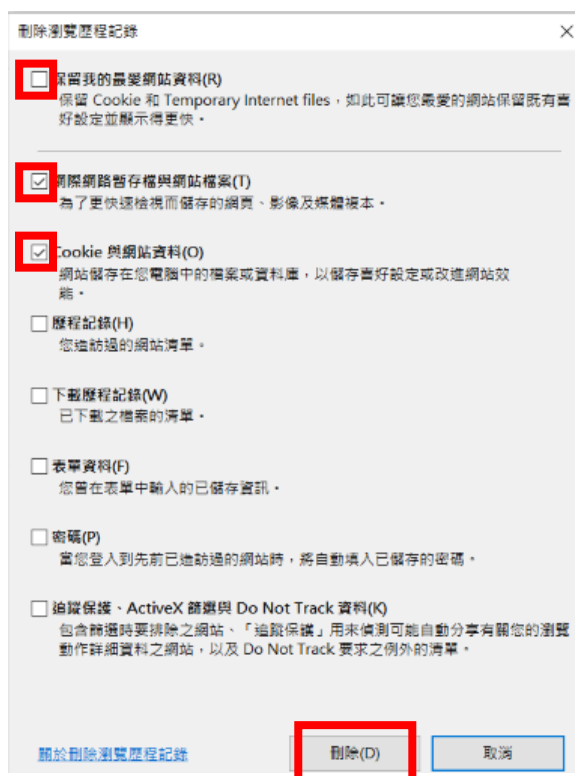 刪除瀏覽歷程記錄
保留我的最愛網站資料(R)
保留 Cookie 和 Temporary Internet files，如此可讓您最愛的網站保留既有喜
好設定並顯示得更快。
網際網路暫存檔與網站檔案(T)
為了更快速檢視而儲存的網頁、影像及媒體複本。
Cookie 與網站資料(O)
網站儲存在您電腦中的檔案或資料庫，以儲存喜好設定或改進網站效
能。
歷程記錄(H)
您造訪過的網站清單。
下載歷程記錄(W)
已下載之檔案的清單。
表單資料(F)
您曾在表單中輸入的已儲存資訊。
密碼(P)
當您登入到先前已造訪過的網站時，將自動填入已儲存的密碼。
追蹤保護、ActiveX 篩選與 Do Not Track 資料(K)
包含篩選時要排除之網站、「追蹤保護」用來偵測可能自動分享有關您的瀏覽
動作詳細資料之網站，以及 Do Not Track 要求之例外的清單。
關於刪除瀏覽歷程記錄
刪除(D)
取消